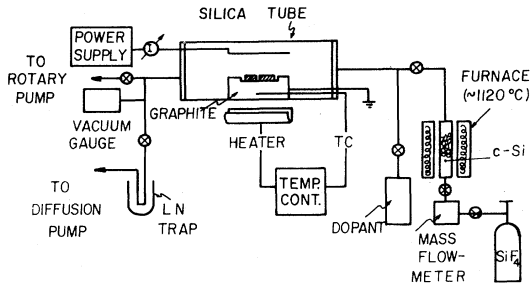 SILICA TUBE
POWER
SUPPLY
I
TO
ROTARY
PUMP
VACUUM
GAUGE
GRAPHITE
HEATER
TC
TEMP.
CONT.
TO
DIFFUSION
PUMP
LN
TRAP
DOPANT
FURNACE
(~1120°C)
c-Si
MASS
FLOW-
METER
SiF4